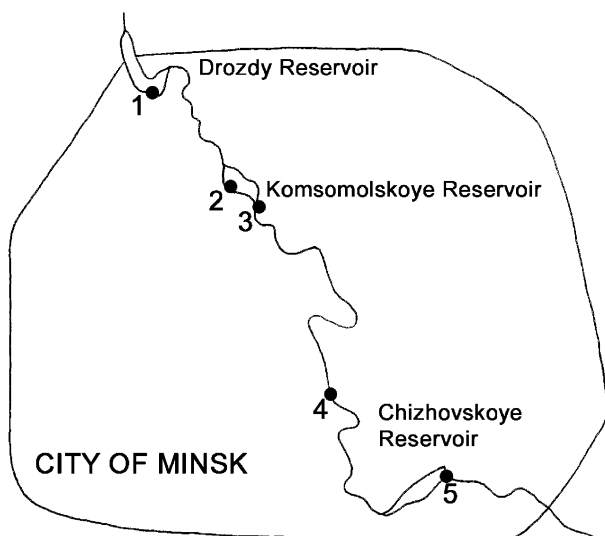 Drozdy Reservoir
1
2
Komsomolskoye Reservoir
3
4
Chizhovskoye
Reservoir
CITY OF MINSK
5